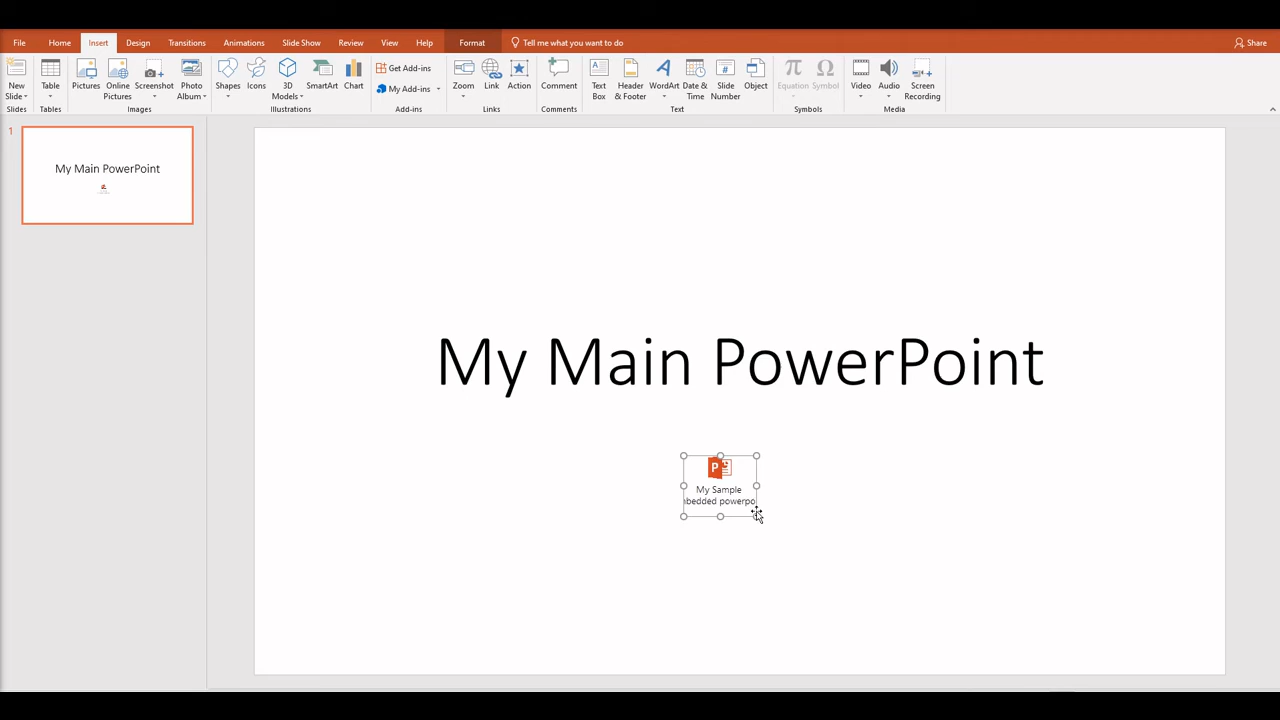 File Home Insert Design Transitions Animations Slide Show Review View Help Format Tell me what you want to do Share
New Slide Table Pictures Online Pictures Screenshot Photo Album Shapes Icons 3D Models SmartArt Chart Get Add-ins My Add-ins Zoom Link Action Comment Text Box Header & Footer WordArt Date & Time Slide Number Object Equation Symbol Video Audio Screen Recording
Slides Tables Images Illustrations Add-ins Links Comments Text Symbols Media
1
My Main PowerPoint
My Main PowerPoint
P
My Sample
bedded powerpo